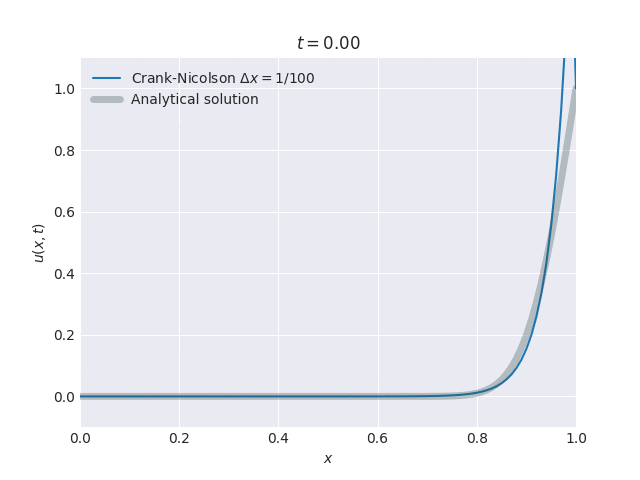 t = 0.00
Crank-Nicolson Δx = 1/100
Analytical solution
u(x, t)
1.0
0.8
0.6
0.4
0.2
0.0
0.0 0.2 0.4 0.6 0.8 1.0
x